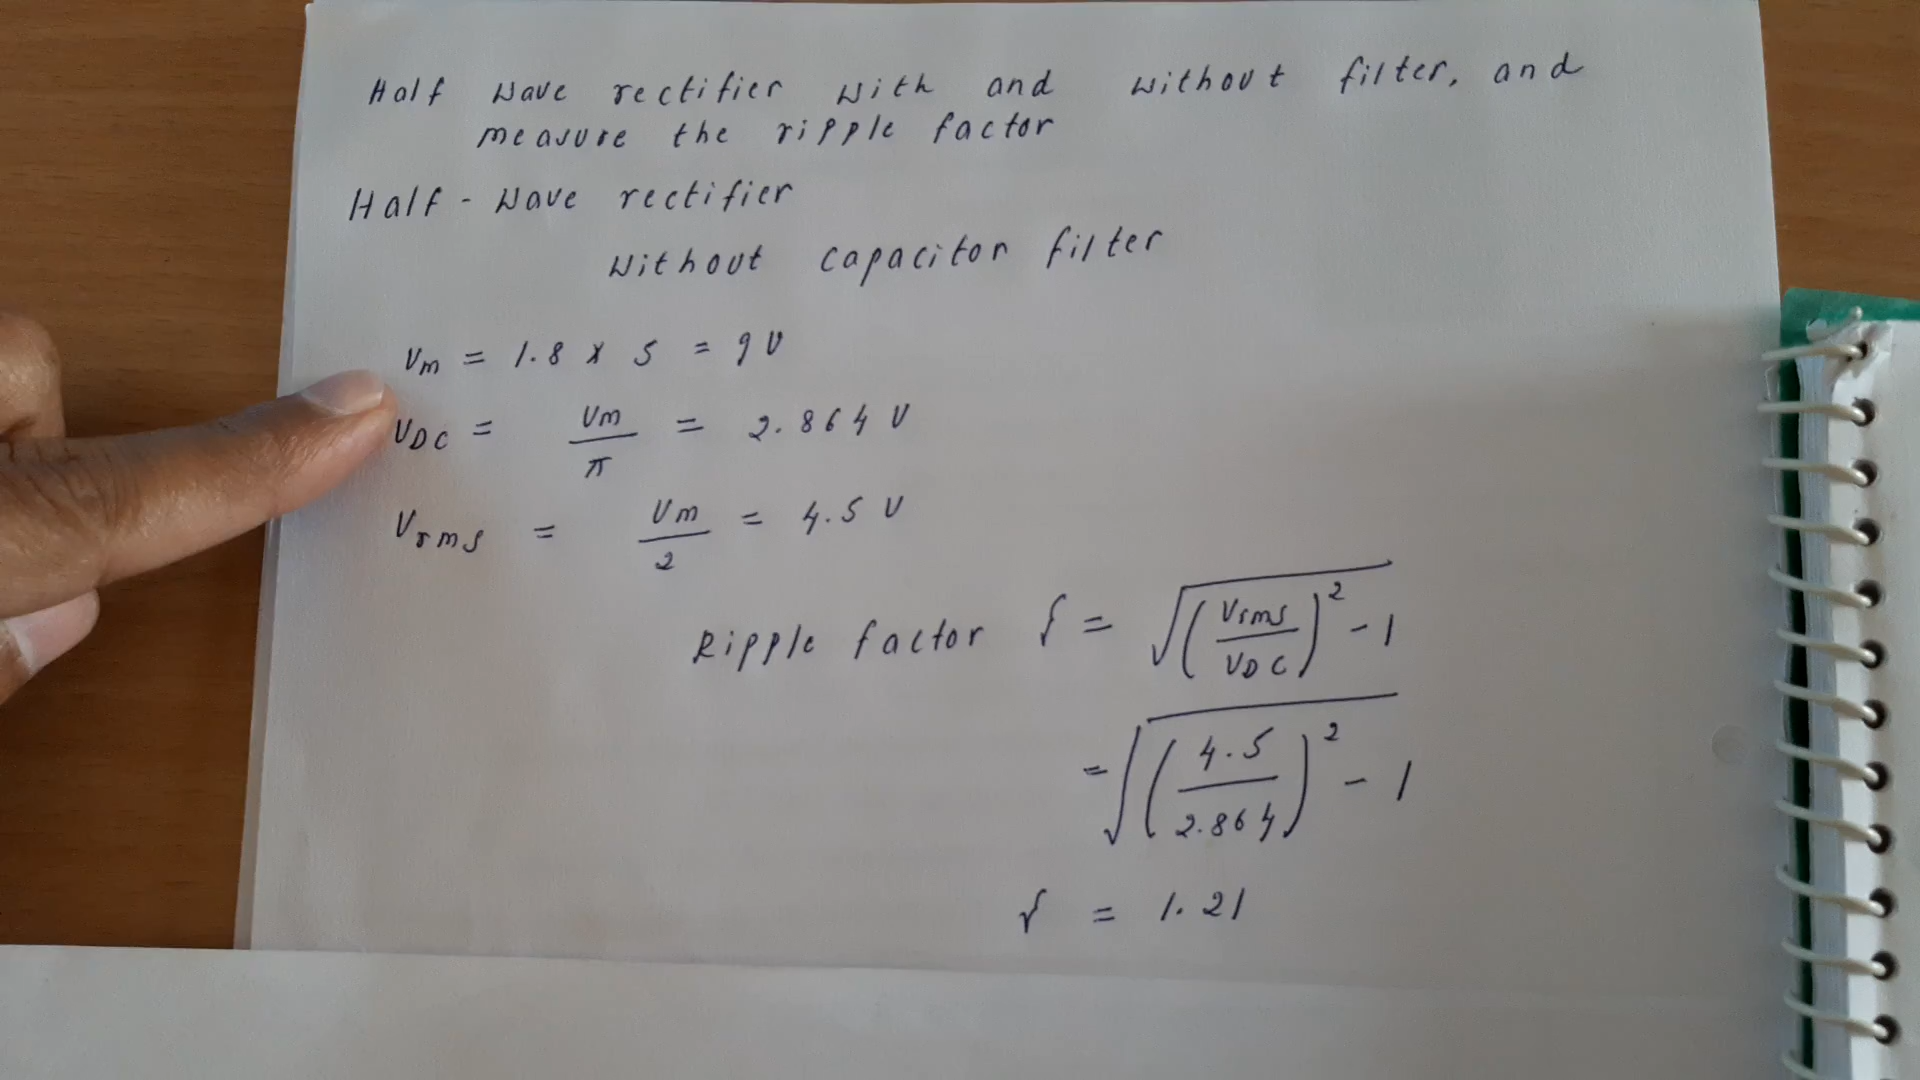 Half wave rectifier with and without filter, and
measure the ripple factor
Half - wave rectifier
without capacitor filter
Vm = 1.8 x 5 = 9 V
VDC = Vm/π = 2.864 V
Vrms = Vm/2 = 4.5 V
Ripple factor r = √((Vrms/VDC)² - 1)
= √((4.5/2.864)² - 1)
r = 1.21